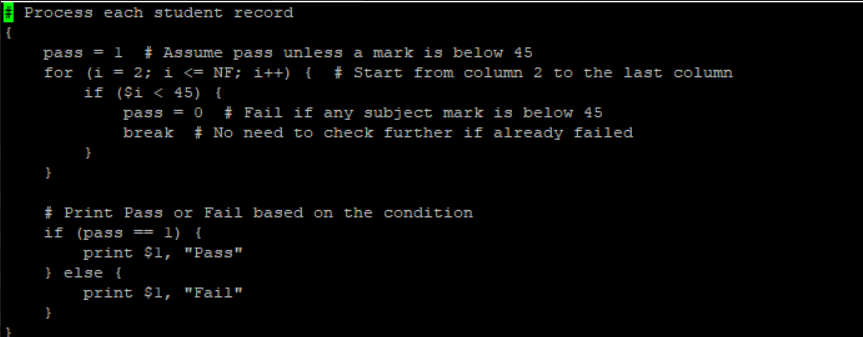 # Process each student record
{
    pass = 1  # Assume pass unless a mark is below 45
    for (i = 2; i <= NF; i++) {  # Start from column 2 to the last column
        if ($i < 45) {
            pass = 0  # Fail if any subject mark is below 45
            break  # No need to check further if already failed
        }
    }

    # Print Pass or Fail based on the condition
    if (pass == 1) {
        print $1, "Pass"
    } else {
        print $1, "Fail"
    }
}